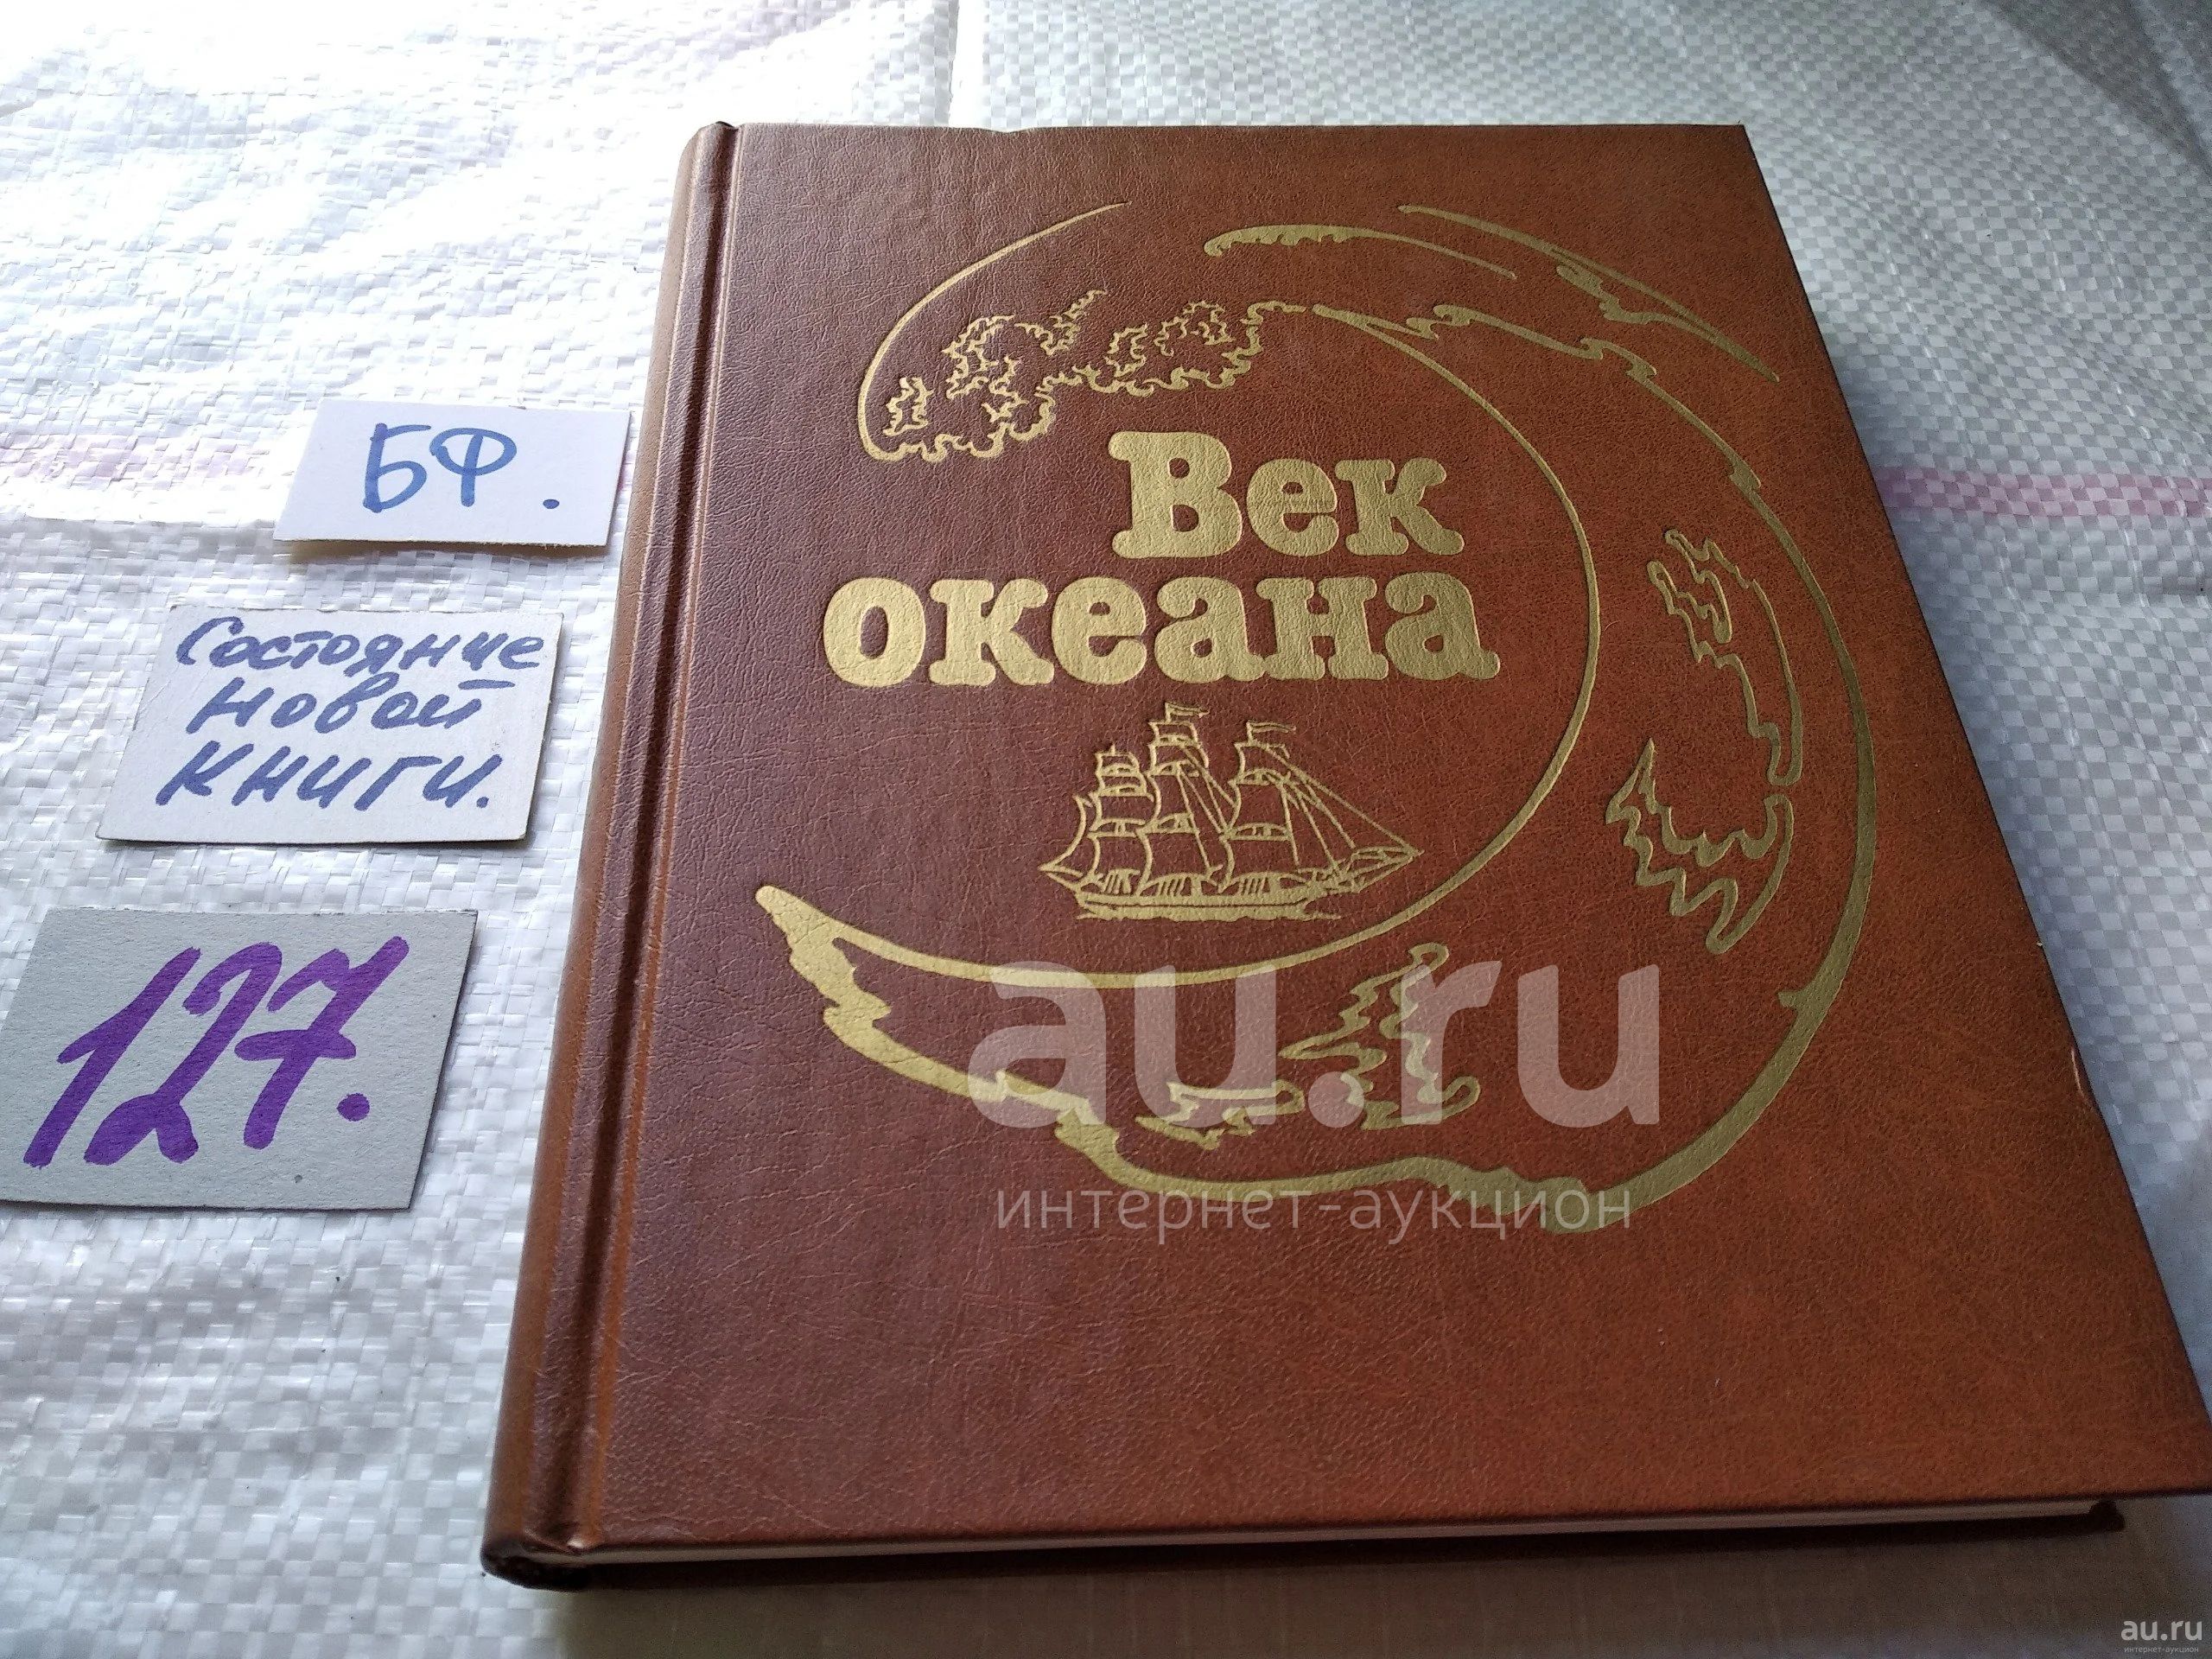 БФ.
Состояние
новой
книги.
127.
Век
океана
au.ru
интернет-аукцион
au.ru
интернет-аукцион